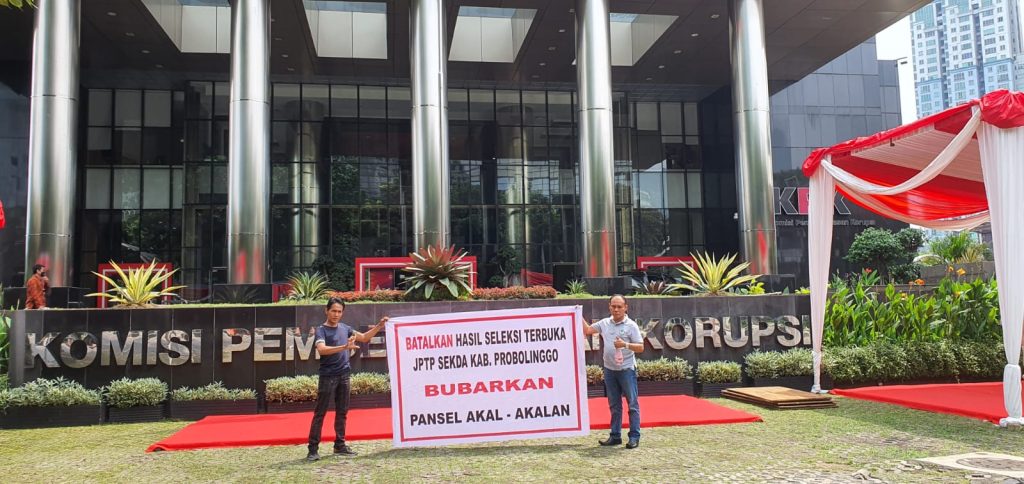 KPK
KOMISI PEM KORUPSI
BATALKAN HASIL SELEKSI TERBUKA
JPTP SEKDA KAB. PROBOLINGGO
BUBARKAN
PANSEL AKAL - AKALAN